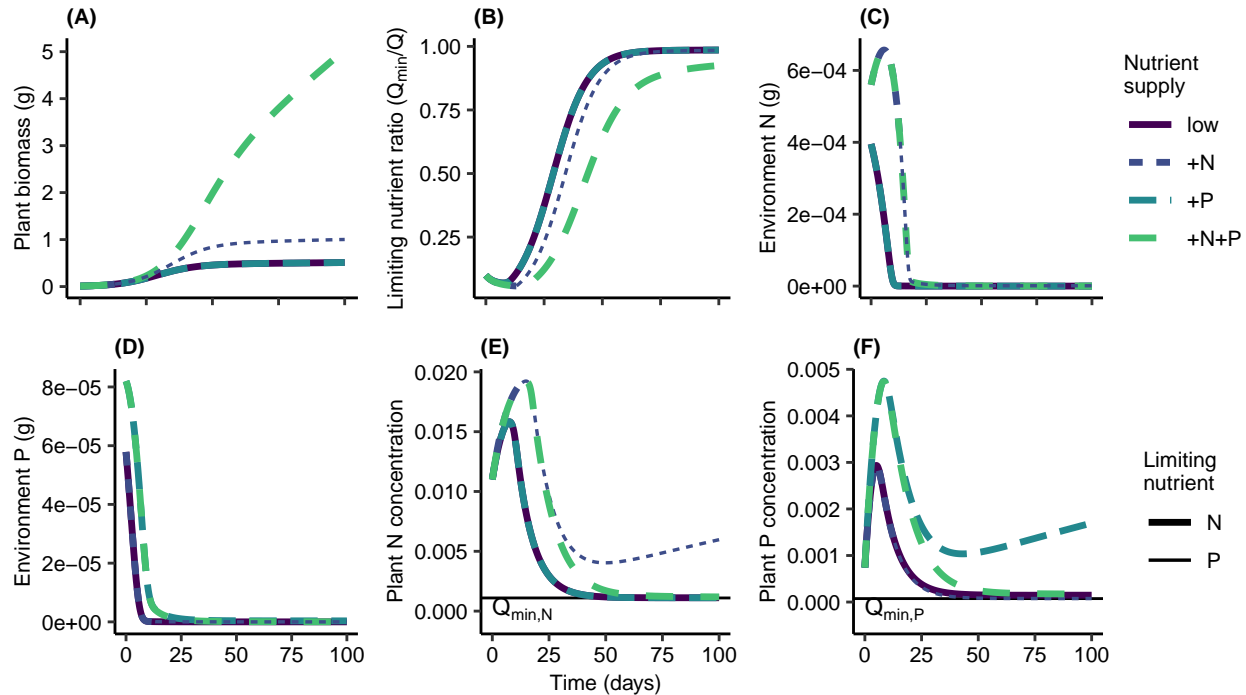 (A)
Plant biomass (g)
5
4
3
2
1
0
(B)
Limiting nutrient ratio (Qmin/Q)
1.00
0.75
0.50
0.25
(C)
Environment N (g)
6e−04
4e−04
2e−04
0e+00
Nutrient
supply
low
+N
+P
+N+P
(D)
Environment P (g)
8e−05
6e−05
4e−05
2e−05
0e+00
0 25 50 75 100
(E)
Plant N concentration
0.020
0.015
0.010
0.005
0.000
Qmin,N
0 25 50 75 100
Time (days)
(F)
Plant P concentration
0.005
0.004
0.003
0.002
0.001
0.000
Qmin,P
0 25 50 75 100
Limiting
nutrient
N
P